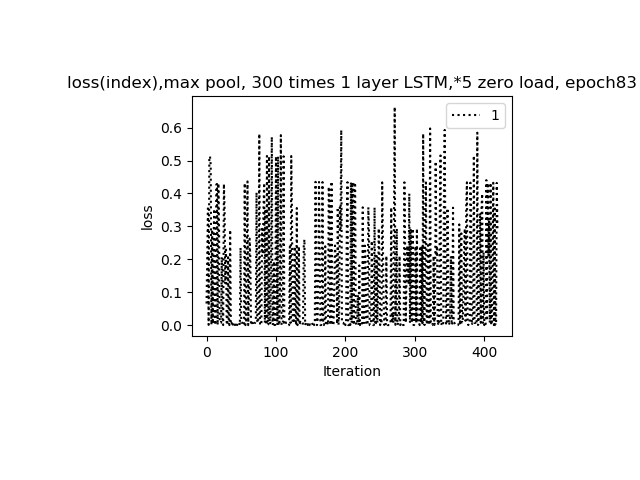 loss(index),max pool, 300 times 1 layer LSTM,*5 zero load, epoch83
1
0.6
0.5
0.4
0.3
0.2
0.1
0.0
loss
0 100 200 300 400
Iteration